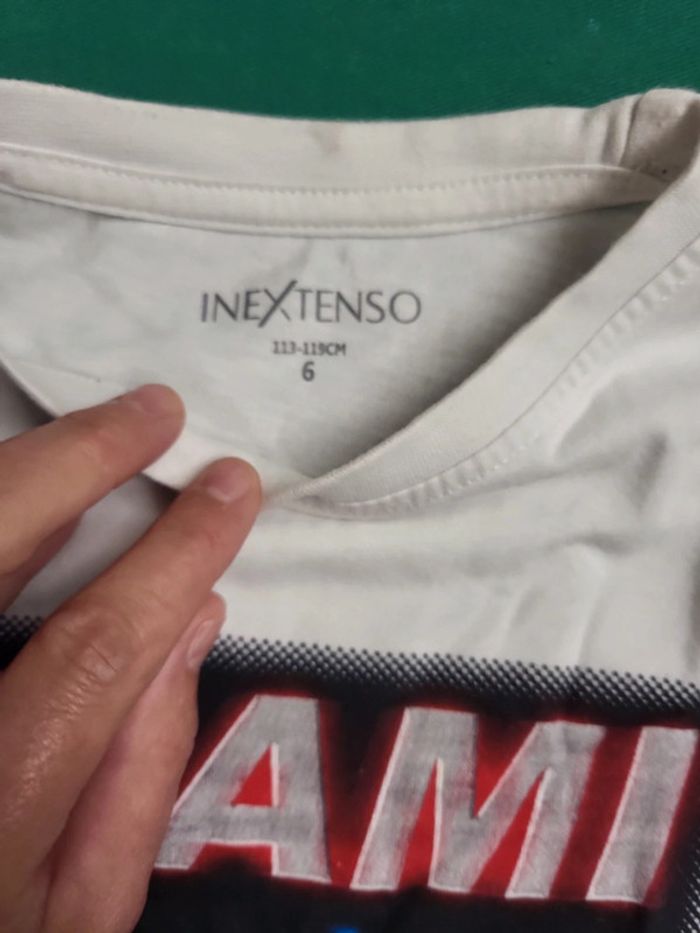 INEXTENSO
113-119CM
6
AMI